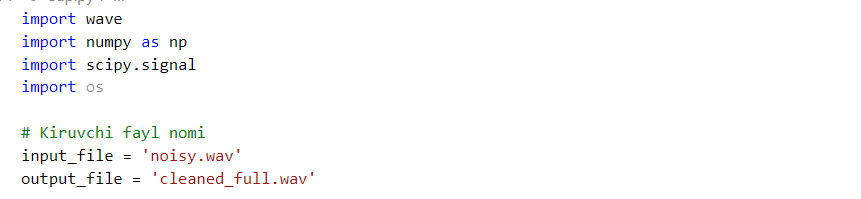 import wave
import numpy as np
import scipy.signal
import os
# Kiruvchi fayl nomi
input_file = 'noisy.wav'
output_file = 'cleaned_full.wav'